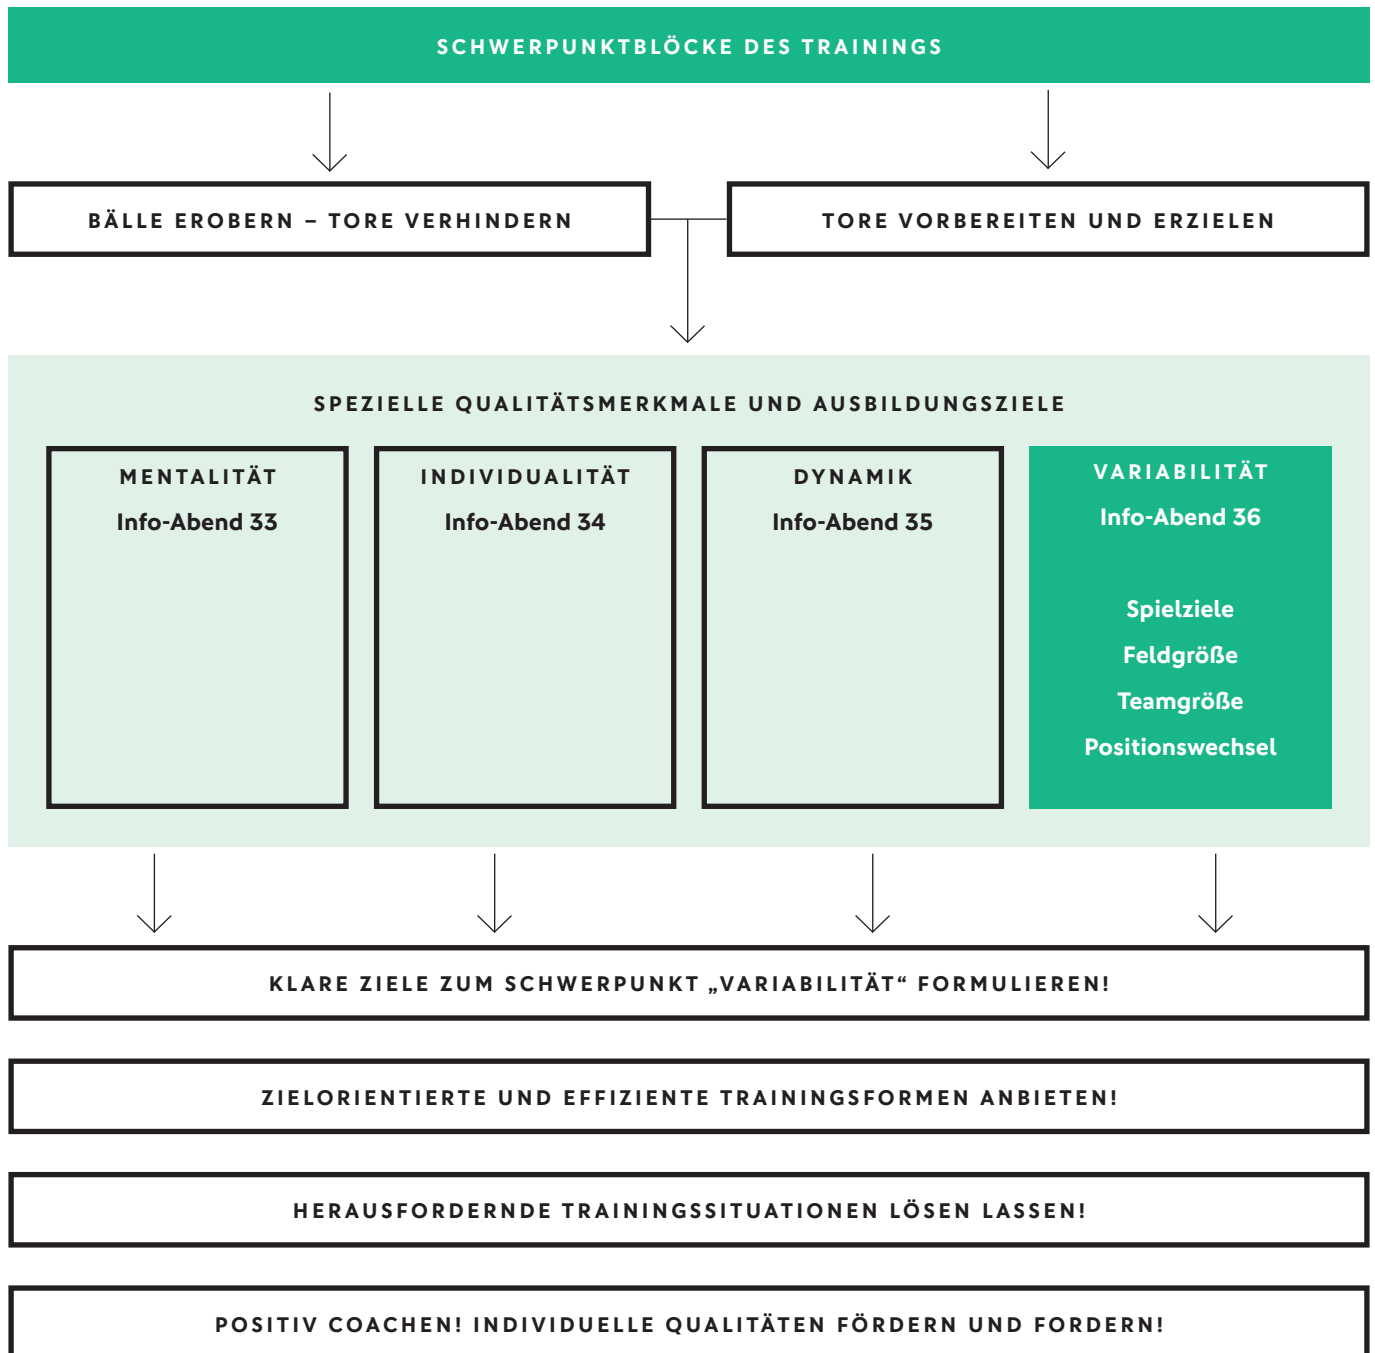 SCHWERPUNKTBLÖCKE DES TRAININGS
BÄLLE EROBERN – TORE VERHINDERN
TORE VORBEREITEN UND ERZIELEN
SPEZIELLE QUALITÄTSMERKMALE UND AUSBILDUNGSZIELE
MENTALITÄT
Info-Abend 33
INDIVIDUALITÄT
Info-Abend 34
DYNAMIK
Info-Abend 35
VARIABILITÄT
Info-Abend 36
Spielziele
Feldgröße
Teamgröße
Positionswechsel
KLARE ZIELE ZUM SCHWERPUNKT „VARIABILITÄT“ FORMULIEREN!
ZIELORIENTIERTE UND EFFIZIENTE TRAININGSFORMEN ANBIETEN!
HERAUSFORDERNDE TRAININGSSITUATIONEN LÖSEN LASSEN!
POSITIV COACHEN! INDIVIDUELLE QUALITÄTEN FÖRDERN UND FORDERN!